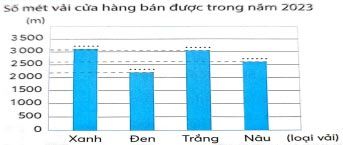 Số mét vải cửa hàng bán được trong năm 2023
(m)
3 500
3 000
2 500
2 000
1 500
1 000
500
0
Xanh Đen Trắng Nâu (loại vải)